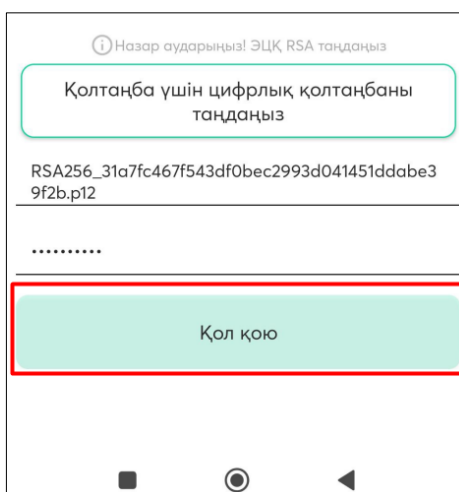 Назар аударыңыз! ЭЦҚ RSA таңдаңыз
Қолтаңба үшін цифрлық қолтаңбаны
таңдаңыз
RSA256_31a7fc467f543df0bec2993d041451ddabe3
9f2b.p12
..........
Қол қою